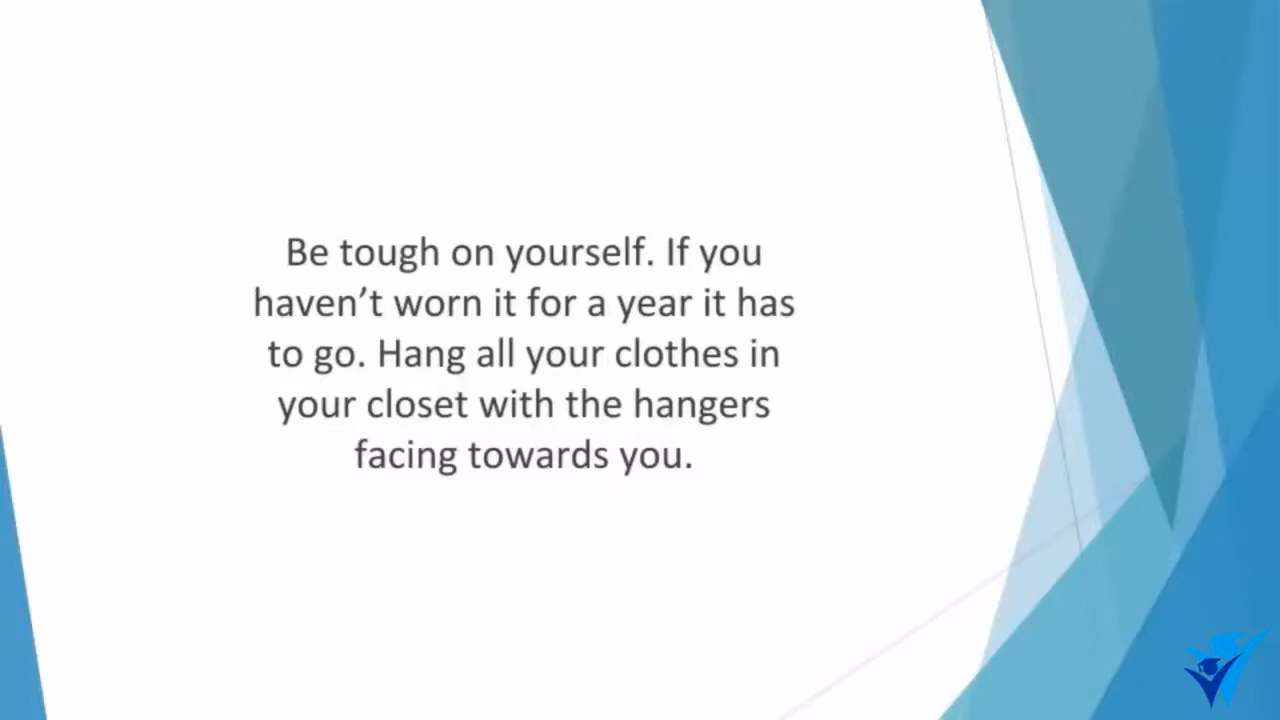 Be tough on yourself. If you
haven’t worn it for a year it has
to go. Hang all your clothes in
your closet with the hangers
facing towards you.